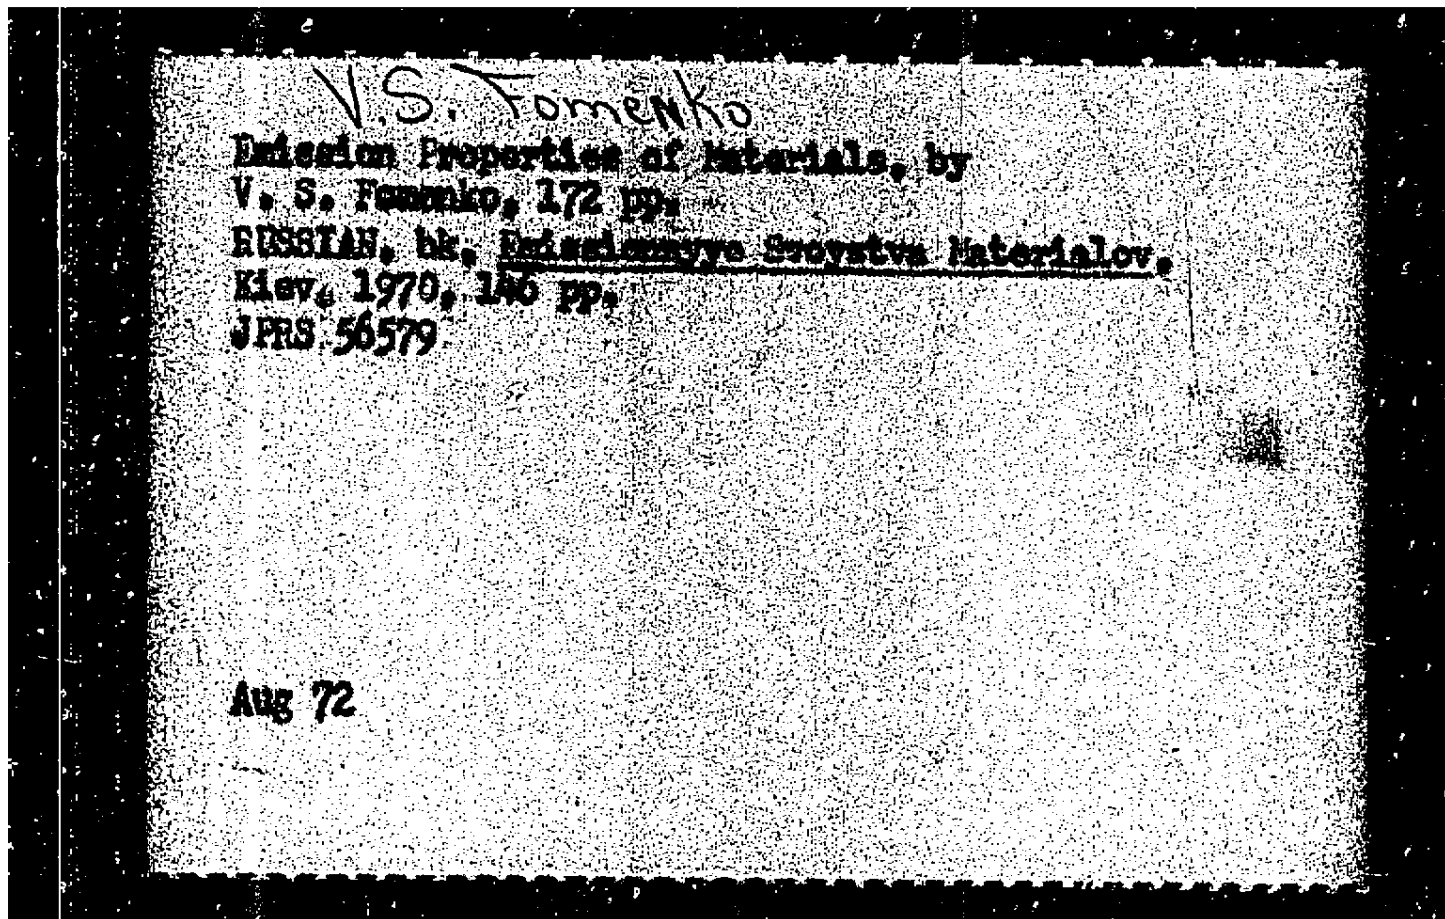 V.S. Fomenko
Emission Properties of Materials, by
V. S. Fomenko, 172 pp.
RUSSIAN, bk, Emissionnyye Svoystva Materialov,
Kiev, 1970, 146 pp.
JPRS 56579
Aug 72